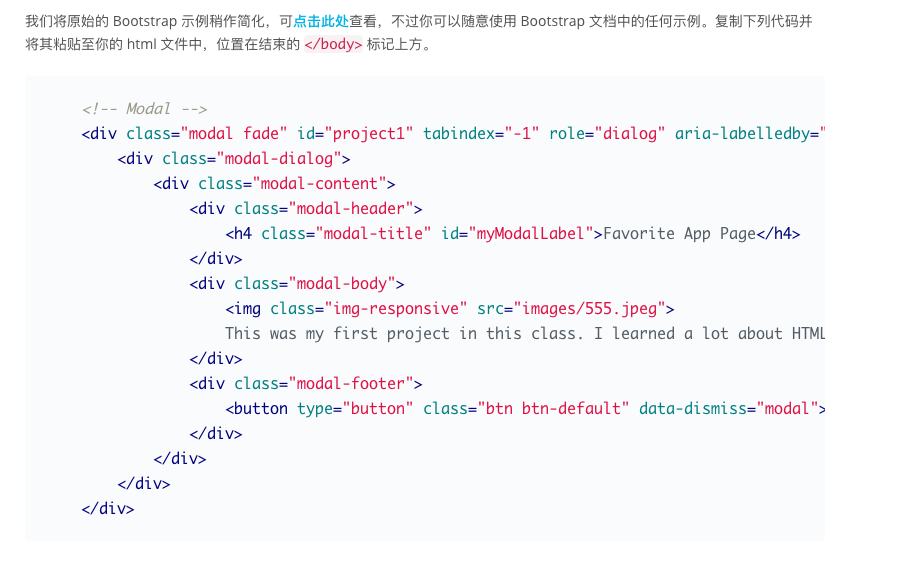 我们将原始的 Bootstrap 示例稍作简化，可点击此处查看，不过你可以随意使用 Bootstrap 文档中的任何示例。复制下列代码并
将其粘贴至你的 html 文件中，位置在结束的 </body> 标记上方。
<!-- Modal -->
<div class="modal fade" id="project1" tabindex="-1" role="dialog" aria-labelledby="
<div class="modal-dialog">
<div class="modal-content">
<div class="modal-header">
<h4 class="modal-title" id="myModalLabel">Favorite App Page</h4>
</div>
<div class="modal-body">
<img class="img-responsive" src="images/555.jpeg">
This was my first project in this class. I learned a lot about HTML
</div>
<div class="modal-footer">
<button type="button" class="btn btn-default" data-dismiss="modal">
</div>
</div>
</div>
</div>